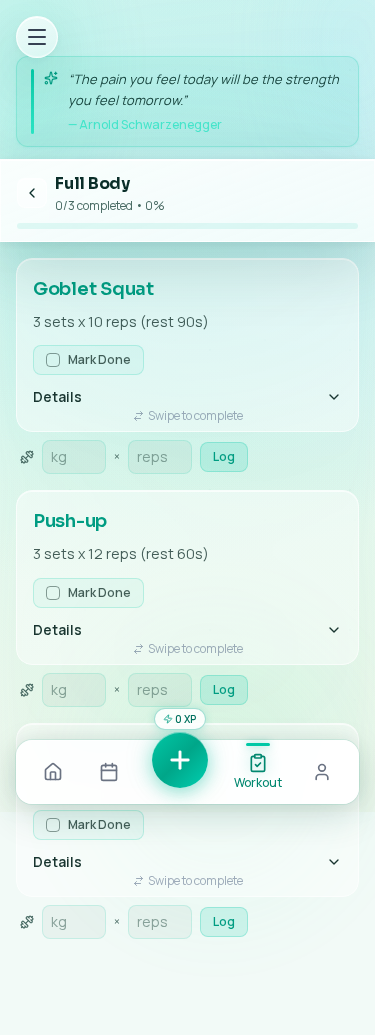 “The pain you feel today will be the strength
you feel tomorrow.”
— Arnold Schwarzenegger
Full Body
0/3 completed • 0%
Goblet Squat
3 sets x 10 reps (rest 90s)
Mark Done
Details
Swipe to complete
kg × reps Log
Push-up
3 sets x 12 reps (rest 60s)
Mark Done
Details
Swipe to complete
kg × reps Log
0 XP
Workout
Mark Done
Details
Swipe to complete
kg × reps Log